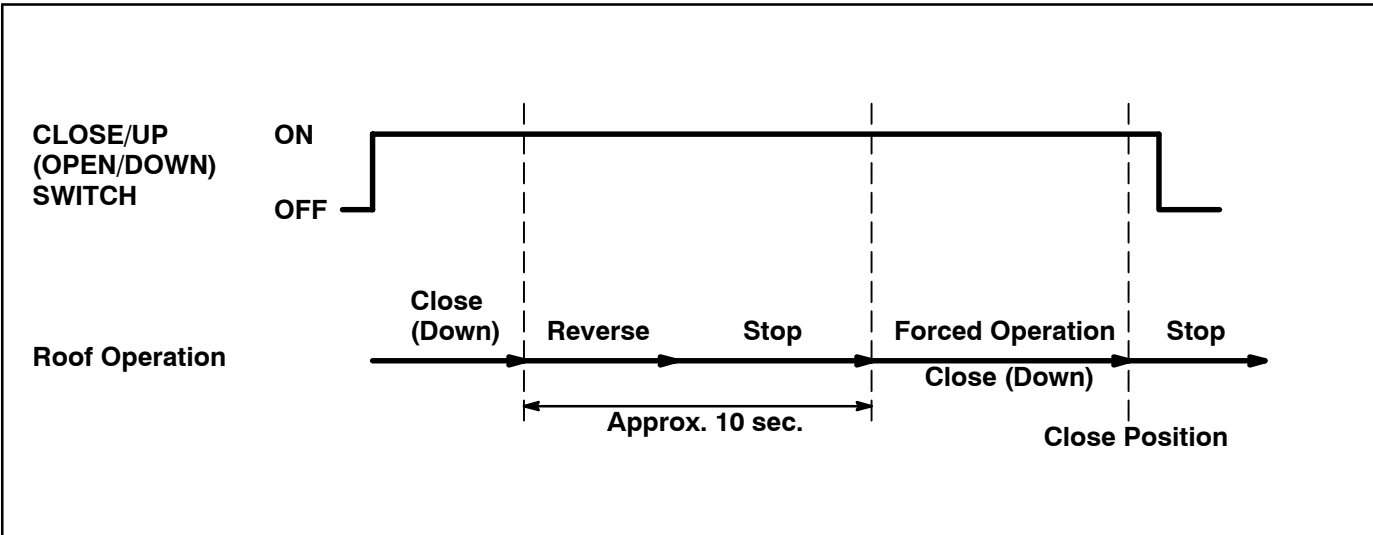 CLOSE/UP
(OPEN/DOWN)
SWITCH
ON
OFF
Close
(Down)
Reverse
Stop
Forced Operation
Stop
Roof Operation
Close (Down)
Approx. 10 sec.
Close Position